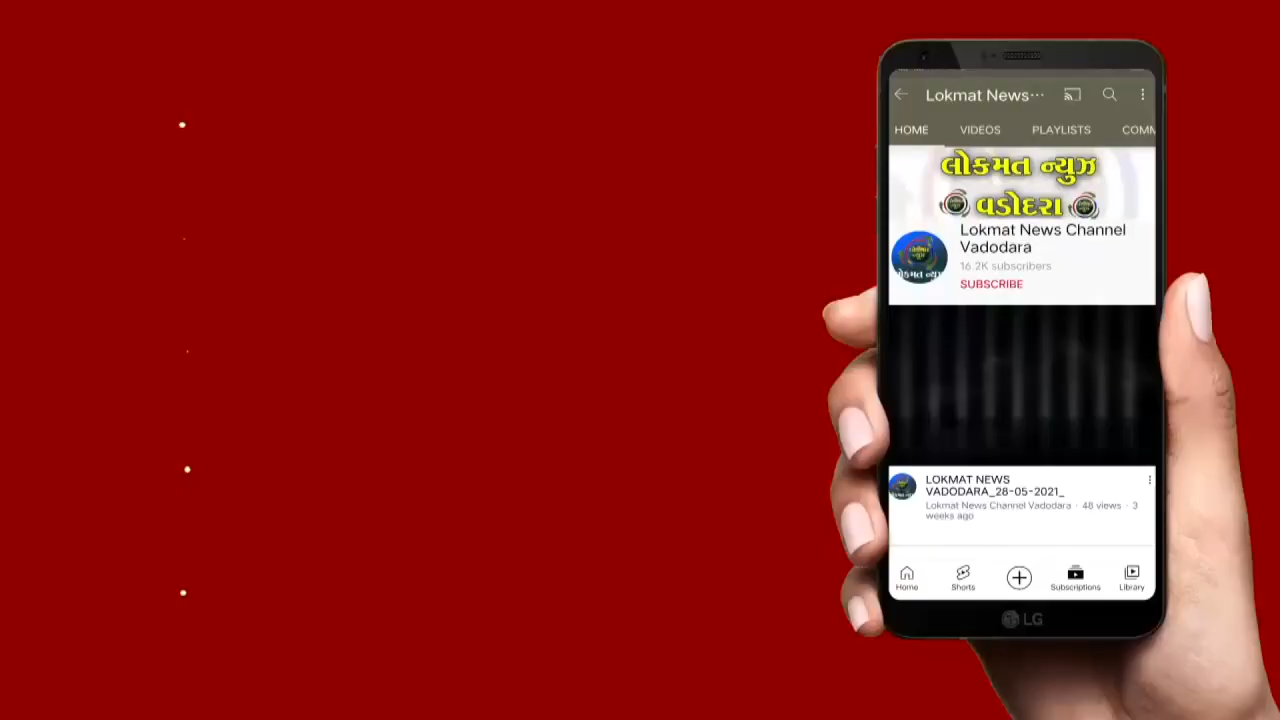 Lokmat News···
HOME VIDEOS PLAYLISTS COMM
લોકમત ન્યુઝ
વડોદરા
Lokmat News Channel
Vadodara
16.2K subscribers
SUBSCRIBE
LOKMAT NEWS
VADODARA_28-05-2021_
Lokmat News Channel Vadodara · 48 views · 3
weeks ago
Home Shorts Subscriptions Library
LG